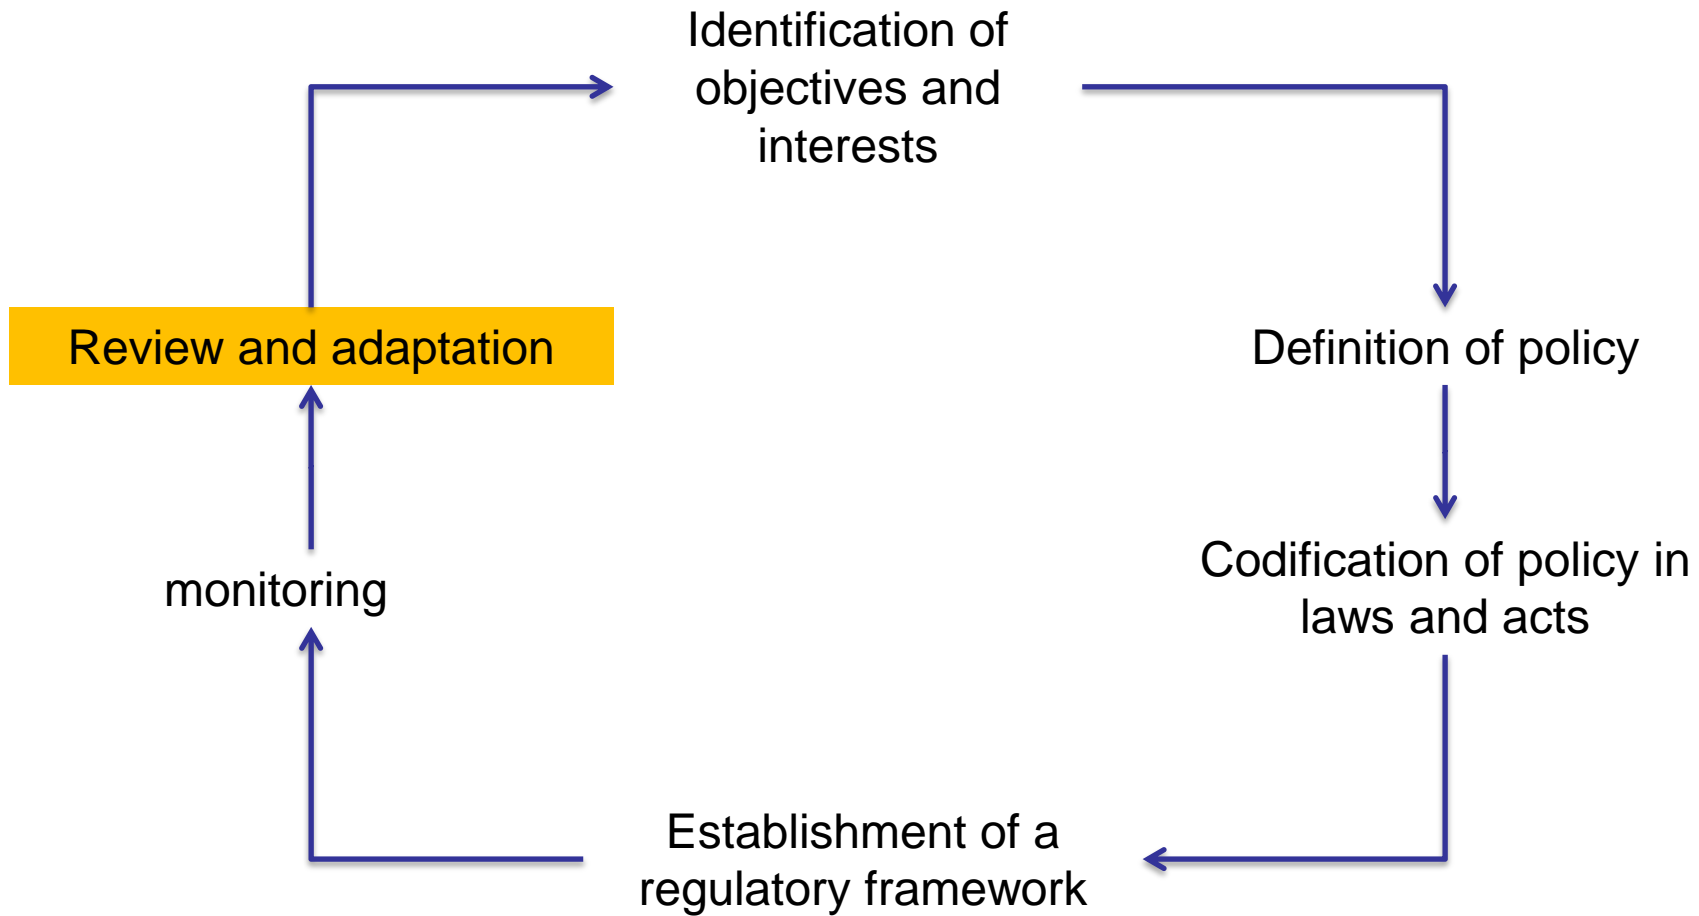 Identification of
objectives and
interests
Review and adaptation
Definition of policy
Codification of policy in
laws and acts
monitoring
Establishment of a
regulatory framework